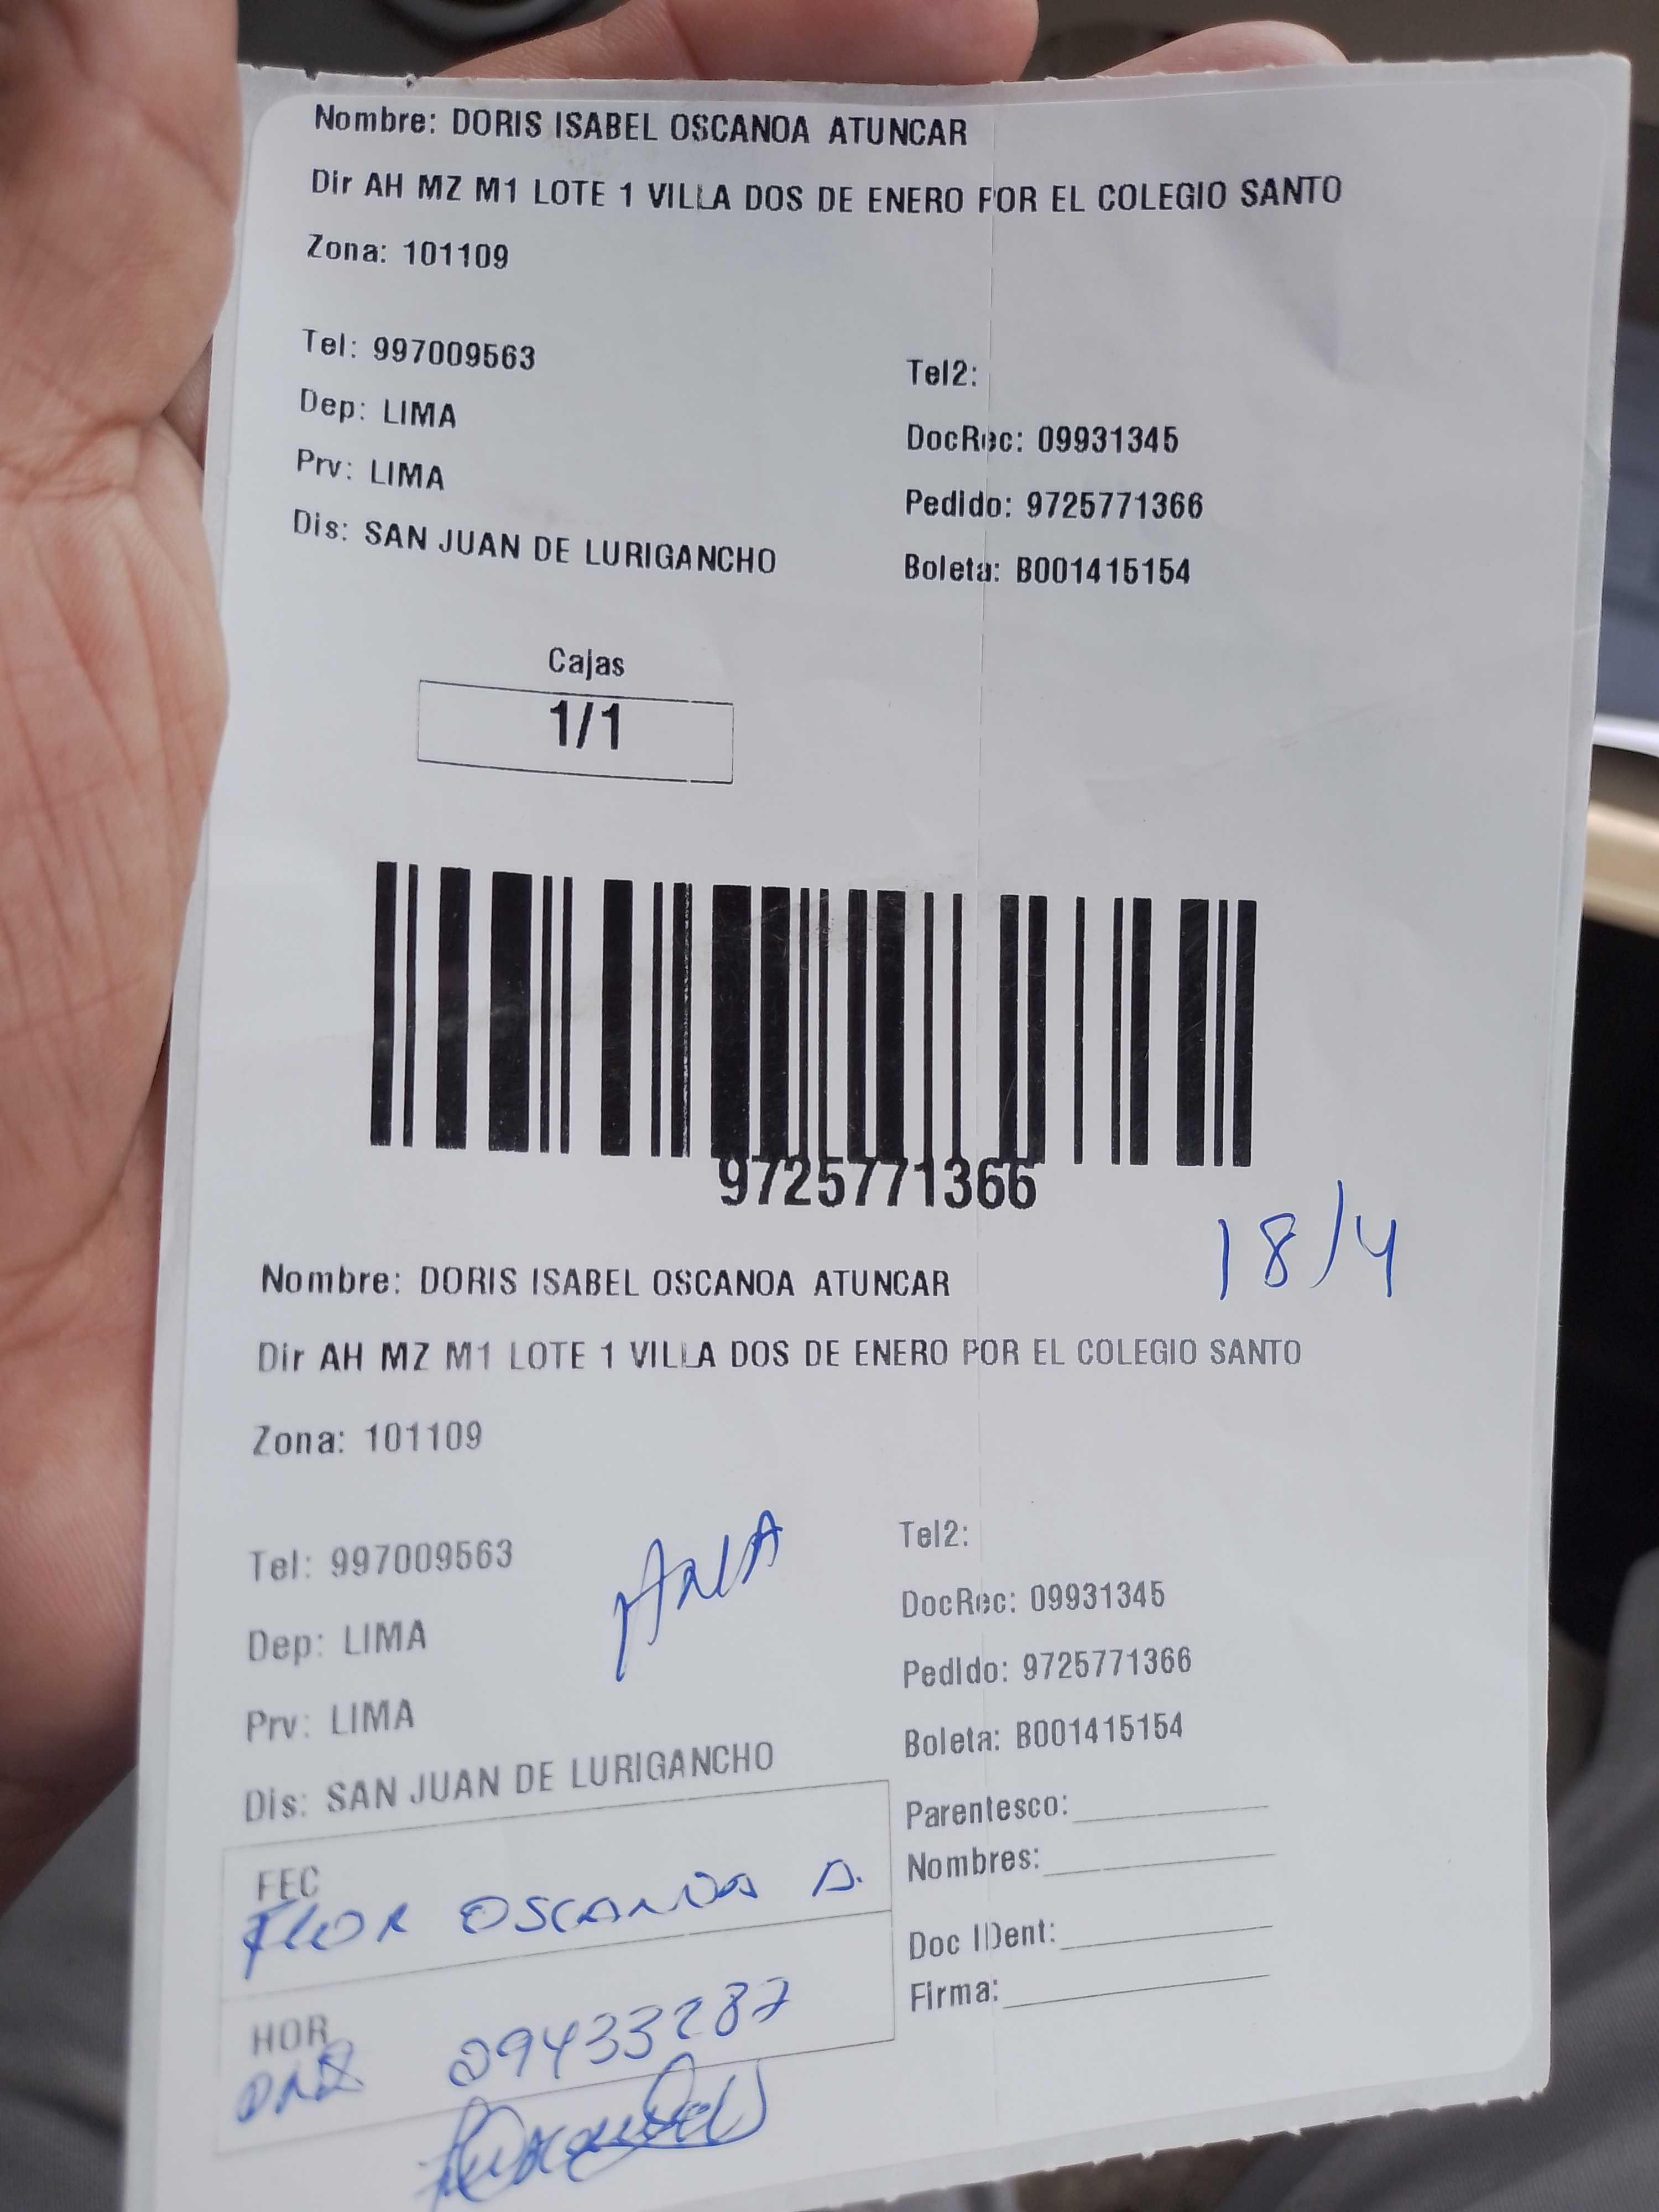 Nombre: DORIS ISABEL OSCANOA ATUNCAR
Dir AH MZ M1 LOTE 1 VILLA DOS DE ENERO POR EL COLEGIO SANTO
Zona: 101109
Tel: 997009563
Tel2:
Dep: LIMA
DocRec: 09931345
Prv: LIMA
Pedido: 9725771366
Dis: SAN JUAN DE LURIGANCHO
Boleta: B001415154
Cajas
1/1
9725771366
18/4
Nombre: DORIS ISABEL OSCANOA ATUNCAR
Dir AH MZ M1 LOTE 1 VILLA DOS DE ENERO POR EL COLEGIO SANTO
Zona: 101109
Tel: 997009563
Tel2:
Dep: LIMA
DocRec: 09931345
Prv: LIMA
Pedido: 9725771366
Dis: SAN JUAN DE LURIGANCHO
Boleta: B001415154
Parentesco:
FEC
Nombres:
FLOR OSCANOA A.
Doc IDent:
HOR
Firma:
09433287